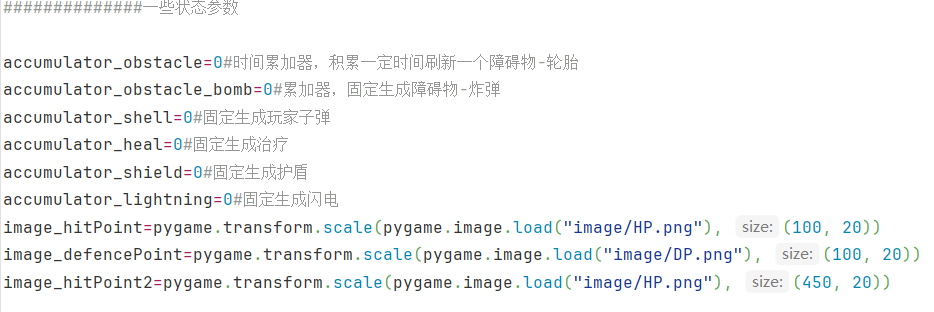 ##############一些状态参数
accumulator_obstacle=0#时间累加器，积累一定时间刷新一个障碍物-轮胎
accumulator_obstacle_bomb=0#累加器，固定生成障碍物-炸弹
accumulator_shell=0#固定生成玩家子弹
accumulator_heal=0#固定生成治疗
accumulator_shield=0#固定生成护盾
accumulator_lightning=0#固定生成闪电
image_hitPoint=pygame.transform.scale(pygame.image.load("image/HP.png"), size: (100, 20))
image_defencePoint=pygame.transform.scale(pygame.image.load("image/DP.png"), size: (100, 20))
image_hitPoint2=pygame.transform.scale(pygame.image.load("image/HP.png"), size: (450, 20))